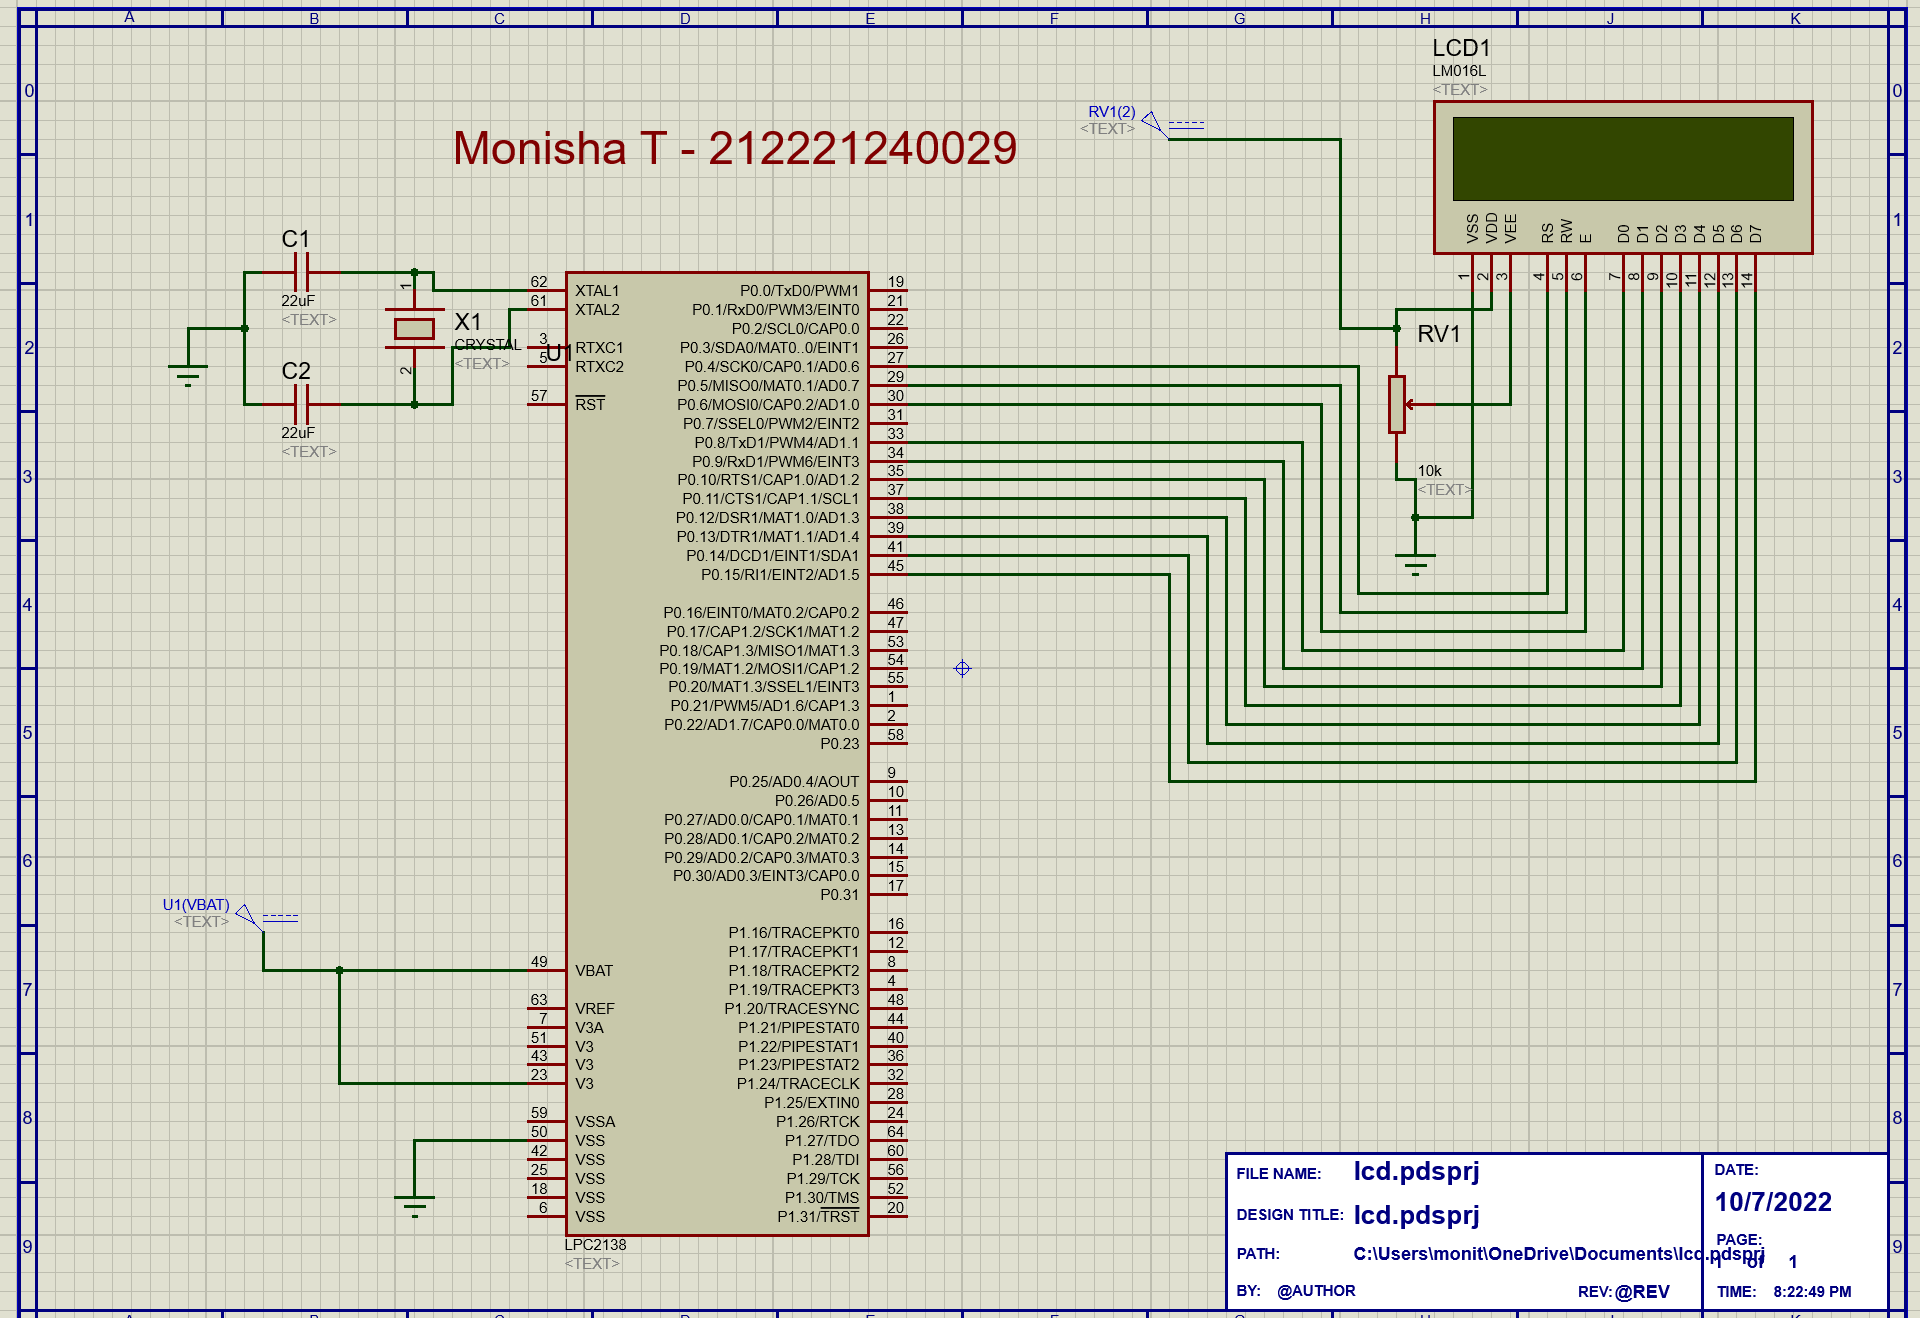 A B C D E F G H J K
0 0
1 1
2 2
3 3
4 4
5 5
6 6
7 7
8 8
9 9
Monisha T - 212221240029
RV1(2)
<TEXT>
LCD1
LM016L
<TEXT>
VSS VDD VEE RS RW E D0 D1 D2 D3 D4 D5 D6 D7
1 2 3 4 5 6 7 8 9 10 11 12 13 14
RV1
10k
<TEXT>
C1
22uF
<TEXT>
C2
22uF
<TEXT>
1
X1
CRYSTAL
<TEXT>
2
U1
62 XTAL1
61 XTAL2
3 RTXC1
5 RTXC2
57 RST
U1(VBAT)
<TEXT>
49 VBAT
63 VREF
7 V3A
51 V3
43 V3
23 V3
59 VSSA
50 VSS
42 VSS
25 VSS
18 VSS
6 VSS
P0.0/TxD0/PWM1 19
P0.1/RxD0/PWM3/EINT0 21
P0.2/SCL0/CAP0.0 22
P0.3/SDA0/MAT0..0/EINT1 26
P0.4/SCK0/CAP0.1/AD0.6 27
P0.5/MISO0/MAT0.1/AD0.7 29
P0.6/MOSI0/CAP0.2/AD1.0 30
P0.7/SSEL0/PWM2/EINT2 31
P0.8/TxD1/PWM4/AD1.1 33
P0.9/RxD1/PWM6/EINT3 34
P0.10/RTS1/CAP1.0/AD1.2 35
P0.11/CTS1/CAP1.1/SCL1 37
P0.12/DSR1/MAT1.0/AD1.3 38
P0.13/DTR1/MAT1.1/AD1.4 39
P0.14/DCD1/EINT1/SDA1 41
P0.15/RI1/EINT2/AD1.5 45
P0.16/EINT0/MAT0.2/CAP0.2 46
P0.17/CAP1.2/SCK1/MAT1.2 47
P0.18/CAP1.3/MISO1/MAT1.3 53
P0.19/MAT1.2/MOSI1/CAP1.2 54
P0.20/MAT1.3/SSEL1/EINT3 55
P0.21/PWM5/AD1.6/CAP1.3 1
P0.22/AD1.7/CAP0.0/MAT0.0 2
P0.23 58
P0.25/AD0.4/AOUT 9
P0.26/AD0.5 10
P0.27/AD0.0/CAP0.1/MAT0.1 11
P0.28/AD0.1/CAP0.2/MAT0.2 13
P0.29/AD0.2/CAP0.3/MAT0.3 14
P0.30/AD0.3/EINT3/CAP0.0 15
P0.31 17
P1.16/TRACEPKT0 16
P1.17/TRACEPKT1 12
P1.18/TRACEPKT2 8
P1.19/TRACEPKT3 4
P1.20/TRACESYNC 48
P1.21/PIPESTAT0 44
P1.22/PIPESTAT1 40
P1.23/PIPESTAT2 36
P1.24/TRACECLK 32
P1.25/EXTIN0 28
P1.26/RTCK 24
P1.27/TDO 64
P1.28/TDI 60
P1.29/TCK 56
P1.30/TMS 52
P1.31/TRST 20
LPC2138
<TEXT>
FILE NAME: lcd.pdsprj
DESIGN TITLE: lcd.pdsprj
PATH: C:\Users\monit\OneDrive\Documents\lcd.pdsprj
BY: @AUTHOR REV: @REV
DATE:
10/7/2022
PAGE:
1 of 1
TIME: 8:22:49 PM